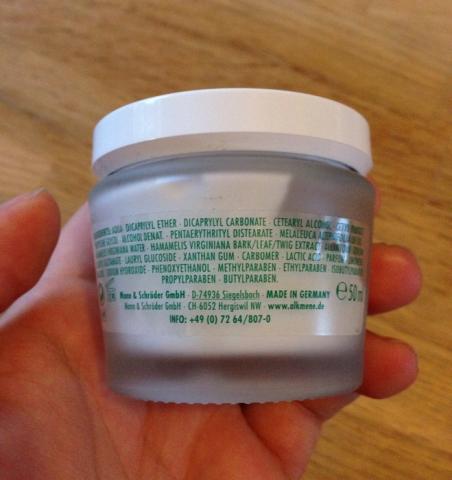 AQUA · DICAPRILYL ETHER · DICAPRYLYL CARBONATE · CETEARYL ALCOHOL
ALCOHOL DENAT. · PENTAERYTHRITYL DISTEARATE · MELALEUCA
WATER · HAMAMELIS VIRGINIANA BARK/LEAF/TWIG EXTRACT
LAURYL GLUCOSIDE · XANTHAN GUM · CARBOMER · LACTIC ACID
HYDROXIDE · PHENOXYETHANOL · METHYLPARABEN · ETHYLPARABEN · ISOBUTYLPARABEN
PROPYLPARABEN · BUTYLPARABEN.
Mann & Schröder GmbH · D-74936 Siegelsbach · MADE IN GERMANY
Mann & Schröder GmbH · CH-6052 Hergiswil NW · www.alkmene.de
INFO: +49 (0) 72 64/807-0
℮50 ml